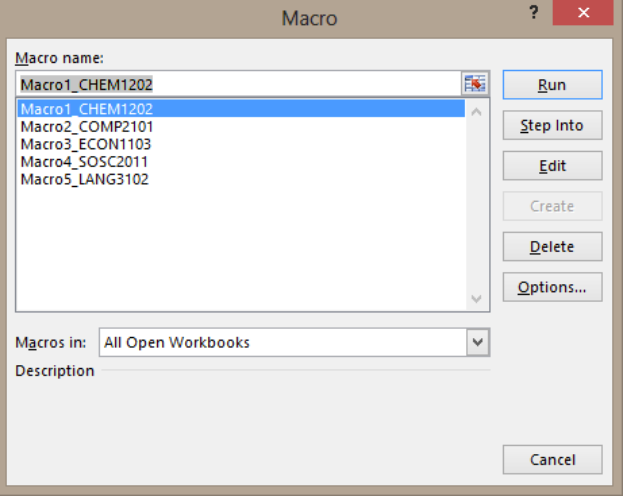 Macro
?
Macro name:
Macro1_CHEM1202
Macro1_CHEM1202
Macro2_COMP2101
Macro3_ECON1103
Macro4_SOSC2011
Macro5_LANG3102
Run
Step Into
Edit
Create
Delete
Options...
Macros in: All Open Workbooks
Description
Cancel